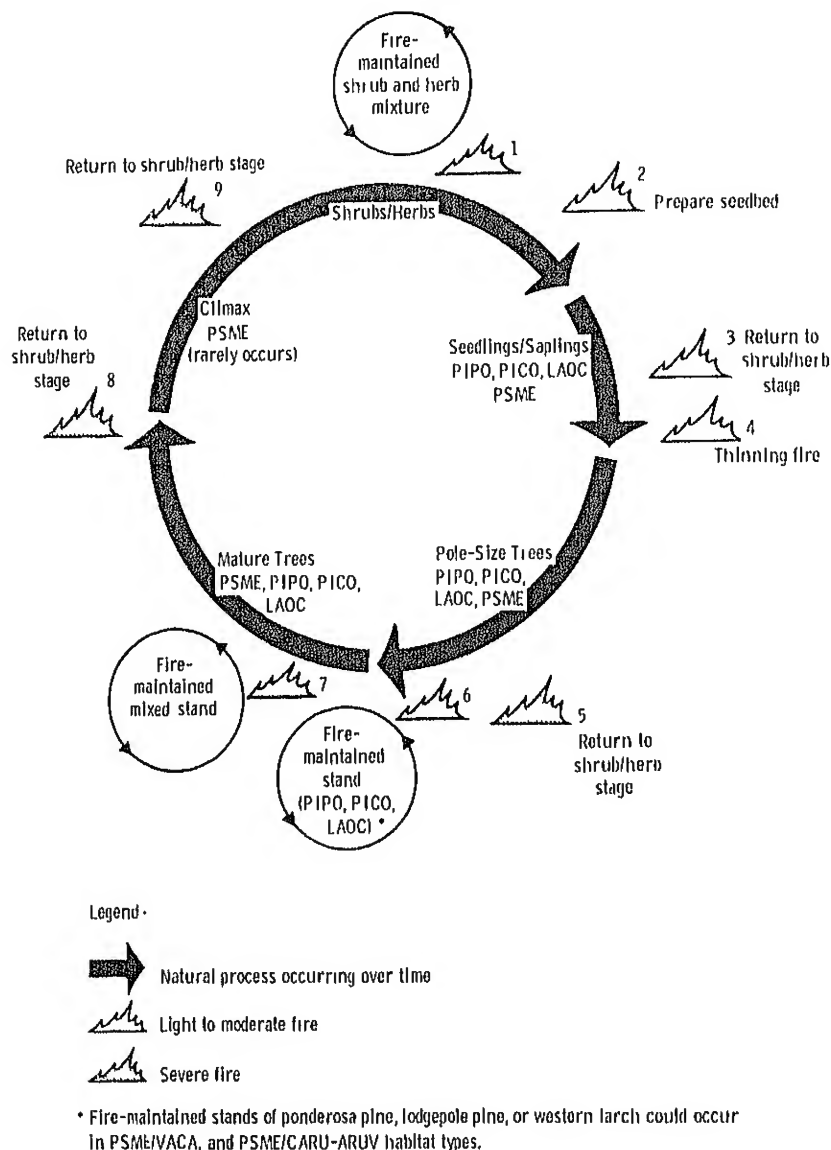 Fire-
maintained
shrub and herb
mixture
1
Return to shrub/herb stage
9
2
Prepare seedbed
Shrubs/Herbs
Climax
PSME
(rarely occurs)
Return to
shrub/herb
stage
8
Seedlings/Saplings
PIPO, PICO, LAOC
PSME
3 Return to
shrub/herb
stage
4
Thinning fire
Mature Trees
PSME, PIPO, PICO,
LAOC
Pole-Size Trees
PIPO, PICO,
LAOC, PSME
Fire-
maintained
mixed stand
7
6
Fire-
maintained
stand
(PIPO, PICO,
LAOC) *
5
Return to
shrub/herb
stage
Legend.
Natural process occurring over time
Light to moderate fire
Severe fire
* Fire-maintained stands of ponderosa pine, lodgepole pine, or western larch could occur
in PSME/VACA, and PSME/CARU-ARUV habitat types.